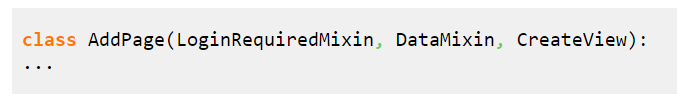 class AddPage(LoginRequiredMixin, DataMixin, CreateView):
...